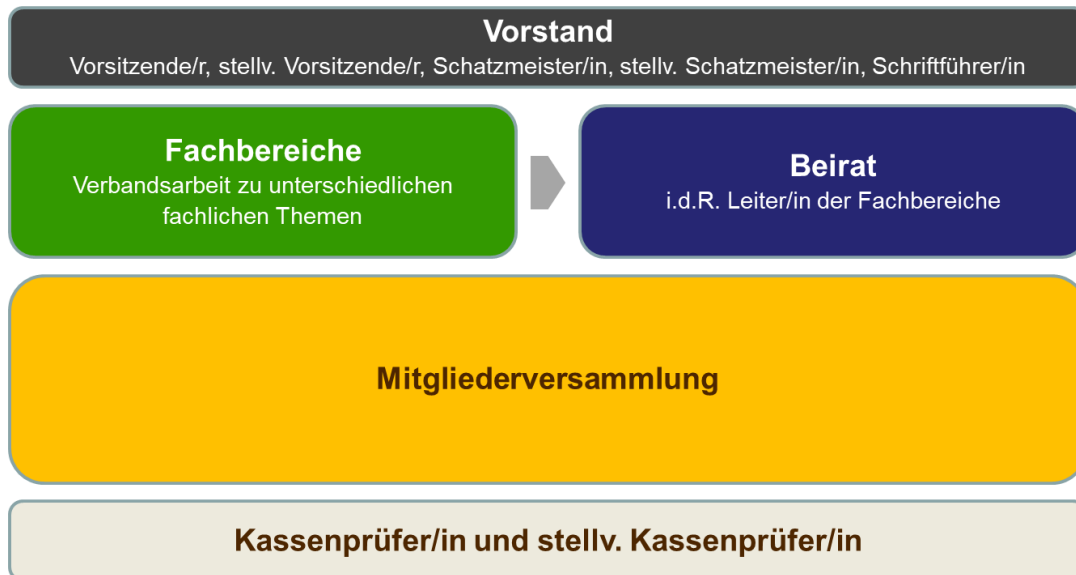 Vorstand
Vorsitzende/r, stellv. Vorsitzende/r, Schatzmeister/in, stellv. Schatzmeister/in, Schriftführer/in
Fachbereiche
Verbandsarbeit zu unterschiedlichen
fachlichen Themen
Beirat
i.d.R. Leiter/in der Fachbereiche
Mitgliederversammlung
Kassenprüfer/in und stellv. Kassenprüfer/in